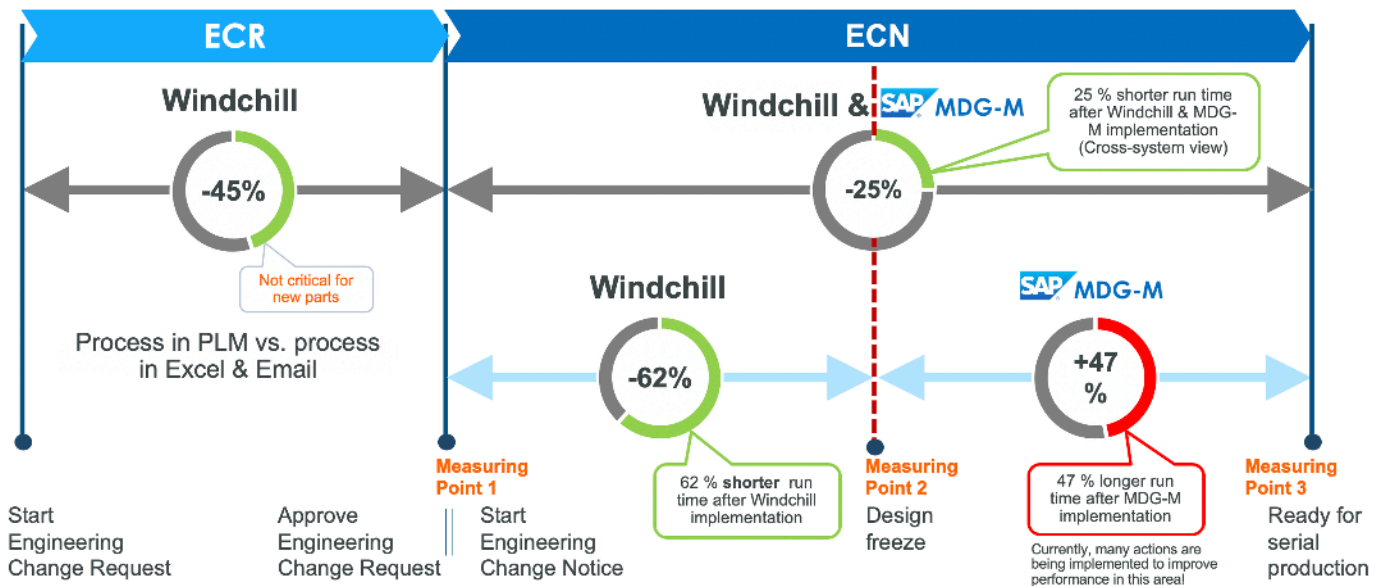 ECR
ECN
Windchill
Windchill & SAP MDG-M
25 % shorter run time
after Windchill & MDG-
M implementation
(Cross-system view)
-45%
-25%
Not critical for
new parts
Process in PLM vs. process
in Excel & Email
Windchill
SAP MDG-M
-62%
+47
%
Measuring
Point 1
62 % shorter run
time after Windchill
implementation
Measuring
Point 2
47 % longer run
time after MDG-M
implementation
Measuring
Point 3
Start
Engineering
Change Request
Approve
Engineering
Change Request
Start
Engineering
Change Notice
Design
freeze
Currently, many actions are
being implemented to improve
performance in this area!
Ready for
serial
production